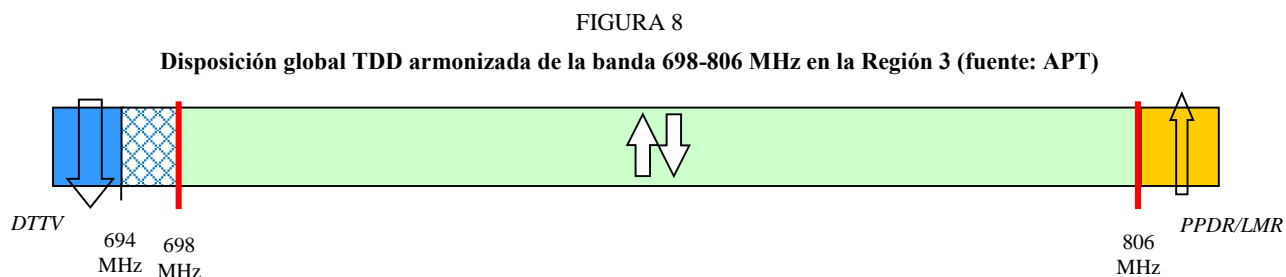 FIGURA 8
Disposición global TDD armonizada de la banda 698-806 MHz en la Región 3 (fuente: APT)
DTTV
694
MHz
698
MHz
806
MHz
PPDR/LMR